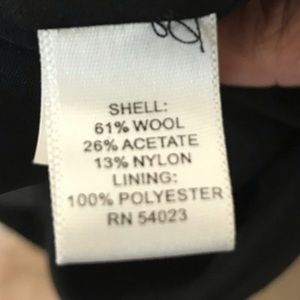 SHELL:
61% WOOL
26% ACETATE
13% NYLON
LINING:
100% POLYESTER
RN 54023